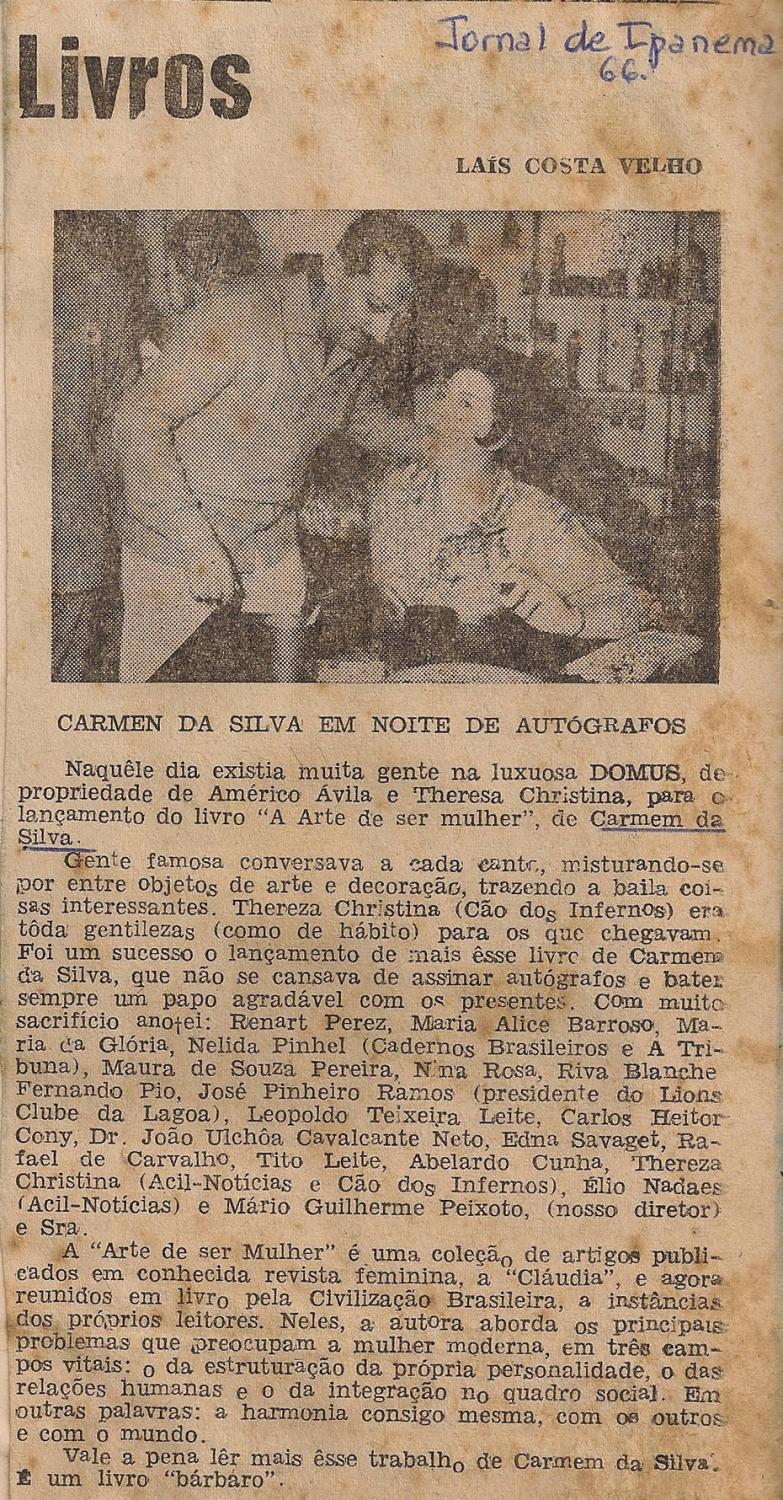 Livros
Jornal de Ipanema
66.
LAÍS COSTA VELHO
CARMEN DA SILVA EM NOITE DE AUTÓGRAFOS
Naquêle dia existia muita gente na luxuosa DOMUS, de
propriedade de Américo Ávila e Theresa Christina, para o
lançamento do livro "A Arte de ser mulher", de Carmem da
Silva.
Gente famosa conversava a cada canto, misturando-se
por entre objetos de arte e decoração, trazendo a baila coi-
sas interessantes. Thereza Christina (Cão dos Infernos) era
tôda gentilezas (como de hábito) para os que chegavam.
Foi um sucesso o lançamento de mais êsse livro de Carmem
da Silva, que não se cansava de assinar autógrafos e bater
sempre um papo agradável com os presentes. Com muito
sacrifício anotei: Renart Perez, Maria Alice Barroso, Ma-
ria da Glória, Nelida Pinhel (Cadernos Brasileiros e A Tri-
buna), Maura de Souza Pereira, Nina Rosa, Riva Blanche
Fernando Pio, José Pinheiro Ramos (presidente do Lions
Clube da Lagoa), Leopoldo Teixeira Leite, Carlos Heitor
Cony, Dr. João Ulchôa Cavalcante Neto, Edna Savaget, Ra-
fael de Carvalho, Tito Leite, Abelardo Cunha, Thereza
Christina (Acil-Notícias e Cão dos Infernos), Élio Nadaes
(Acil-Notícias) e Mário Guilherme Peixoto, (nosso diretor)
e Sra.
A "Arte de ser Mulher" é uma coleção de artigos publi-
cados em conhecida revista feminina, a "Cláudia", e agora
reunidos em livro pela Civilização Brasileira, a instâncias
dos próprios leitores. Neles, a autora aborda os principais
problemas que preocupam a mulher moderna, em três cam-
pos vitais: o da estruturação da própria personalidade, o das
relações humanas e o da integração no quadro social. Em
outras palavras: a harmonia consigo mesma, com os outros
e com o mundo.
Vale a pena lêr mais êsse trabalho de Carmem da Silva.
É um livro "bárbaro".